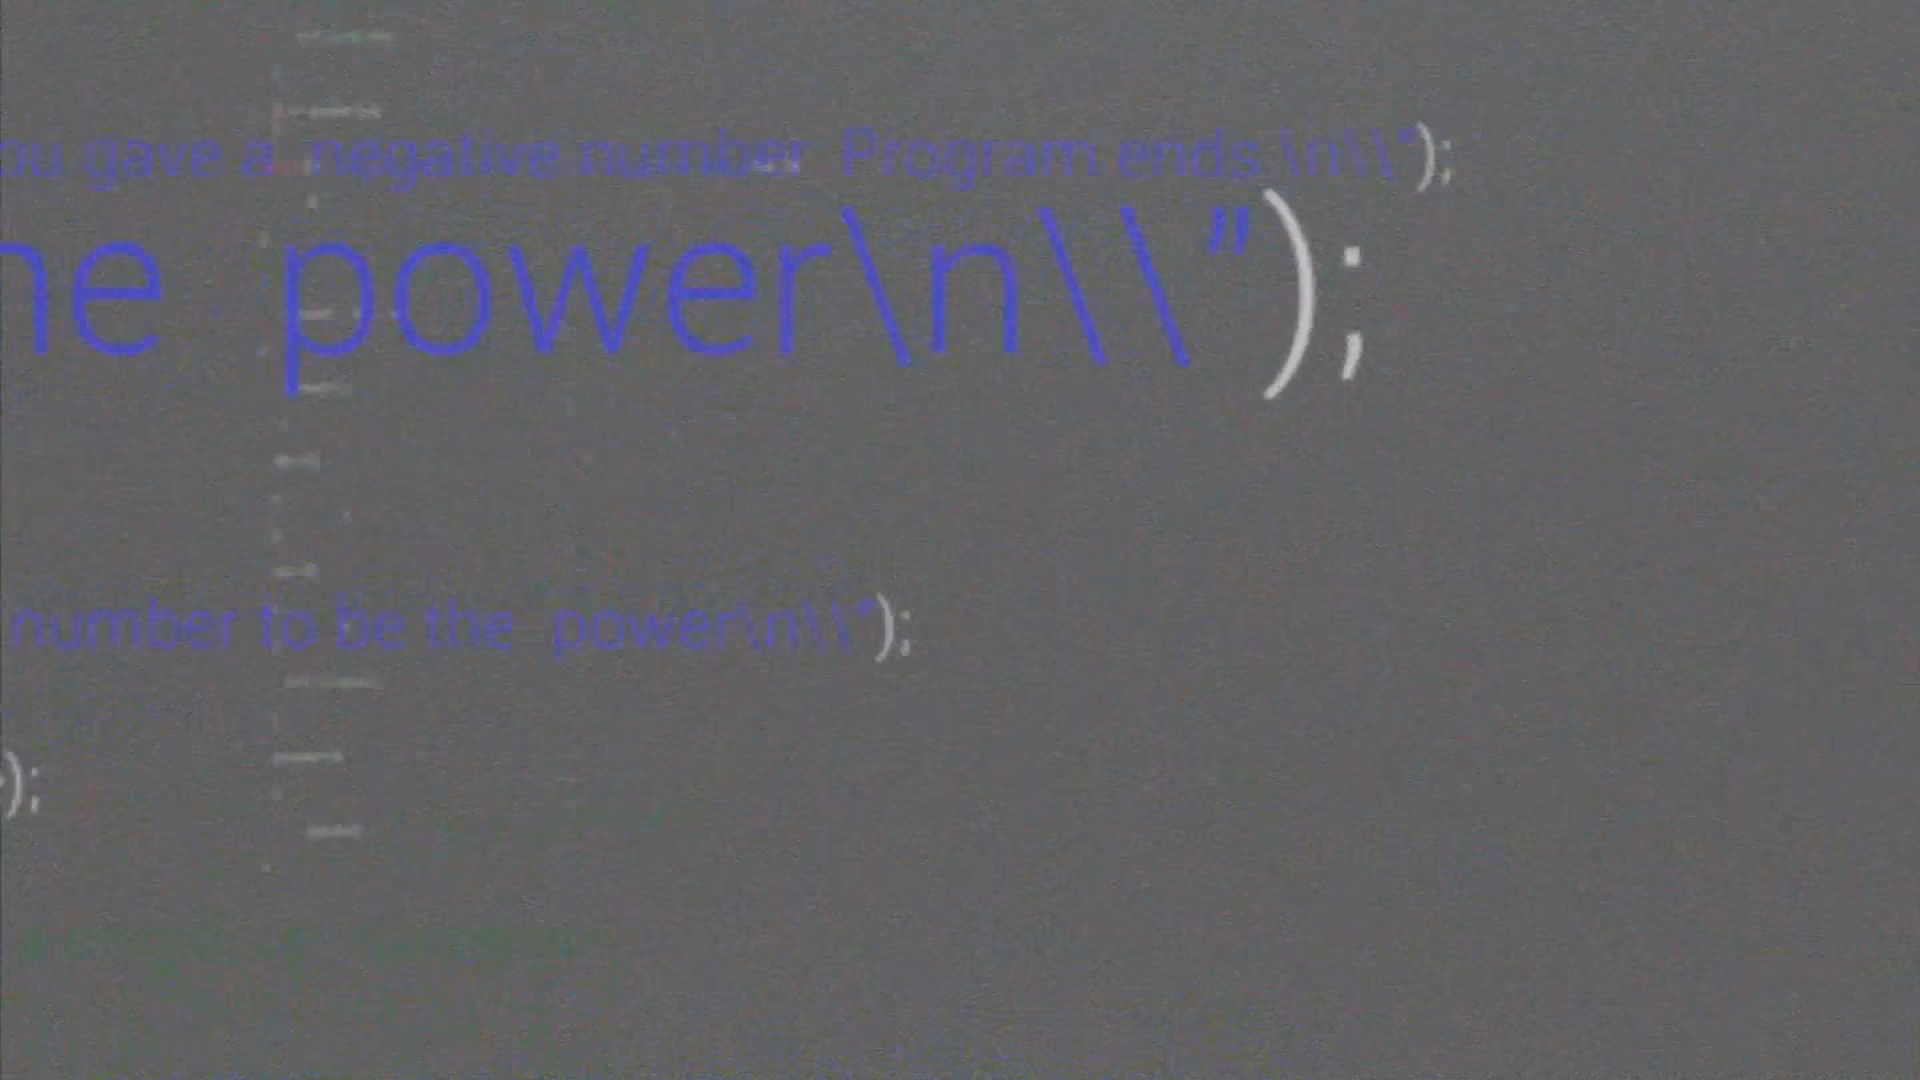 ou gave a  negative number  Program ends.\n\\");
he  power\n\\");
number to be the  power\n\\");
);